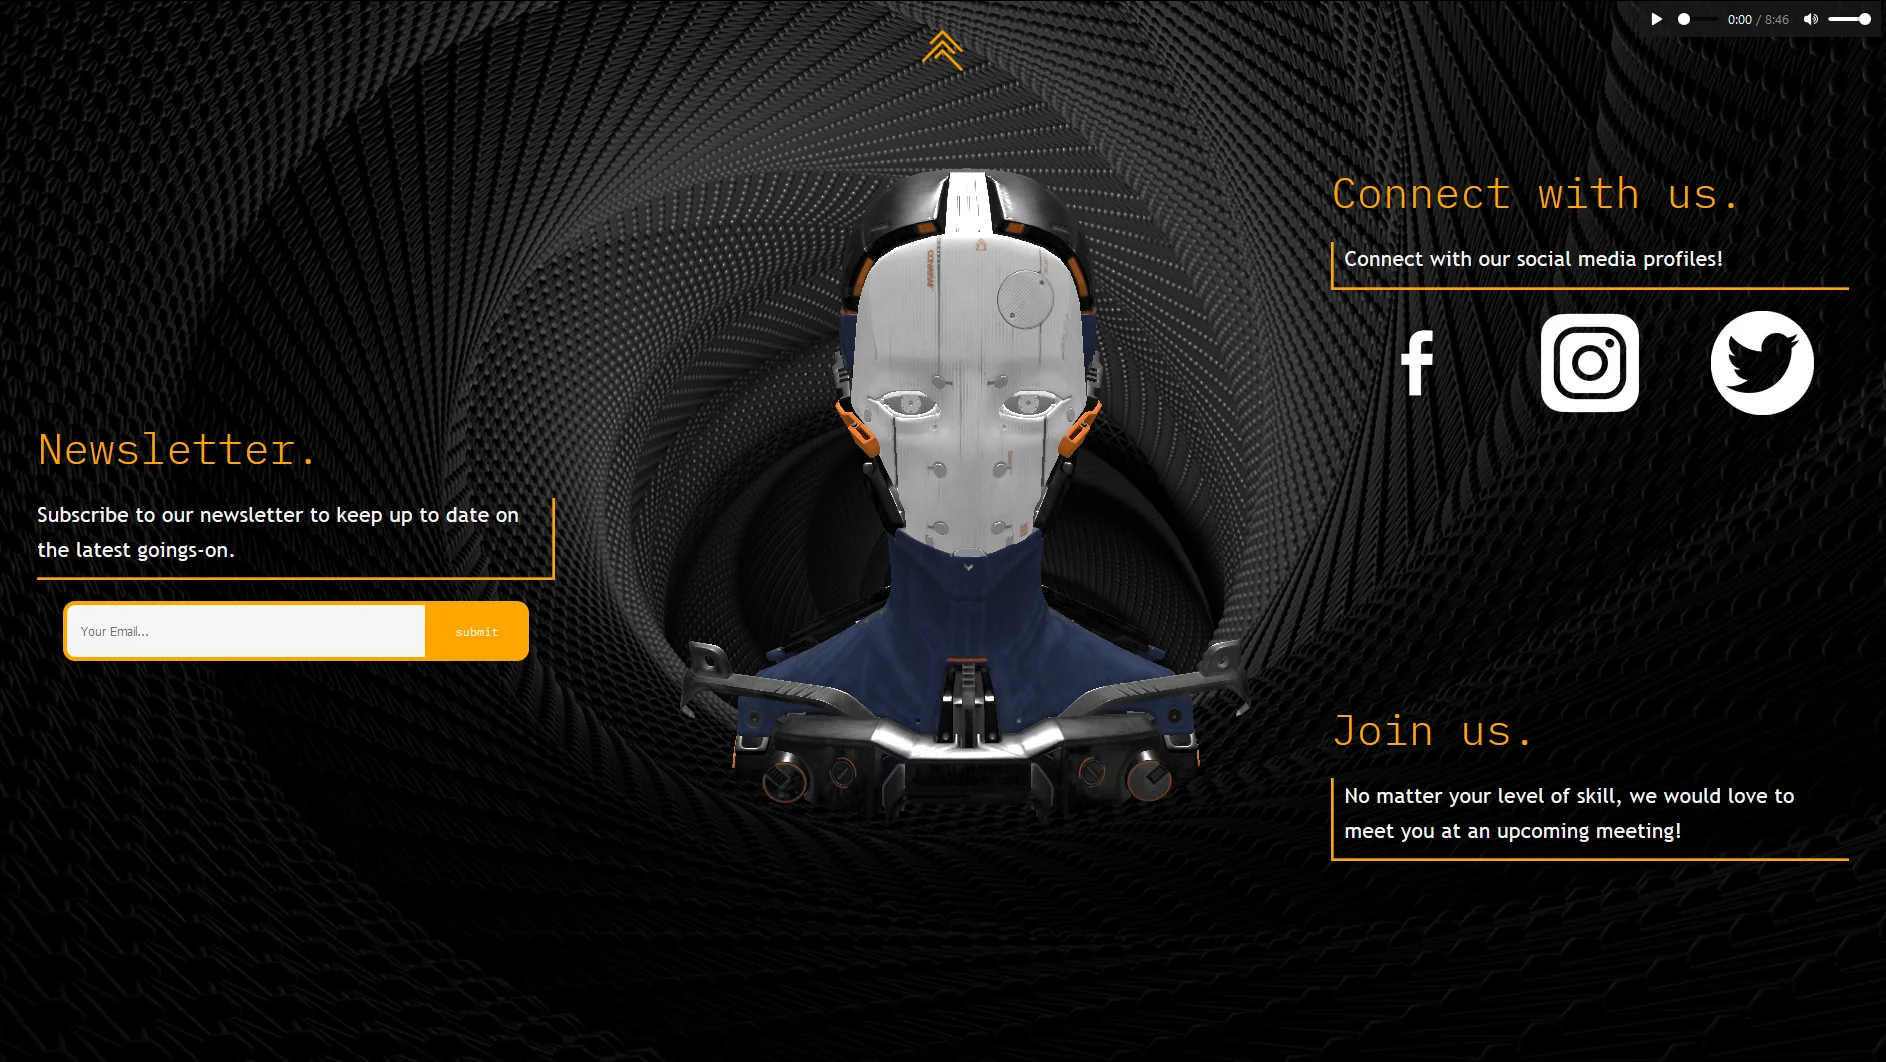 0:00 / 8:46
Connect with us.
Connect with our social media profiles!
Newsletter.
Subscribe to our newsletter to keep up to date on
the latest goings-on.
Your Email...
submit
Join us.
No matter your level of skill, we would love to
meet you at an upcoming meeting!